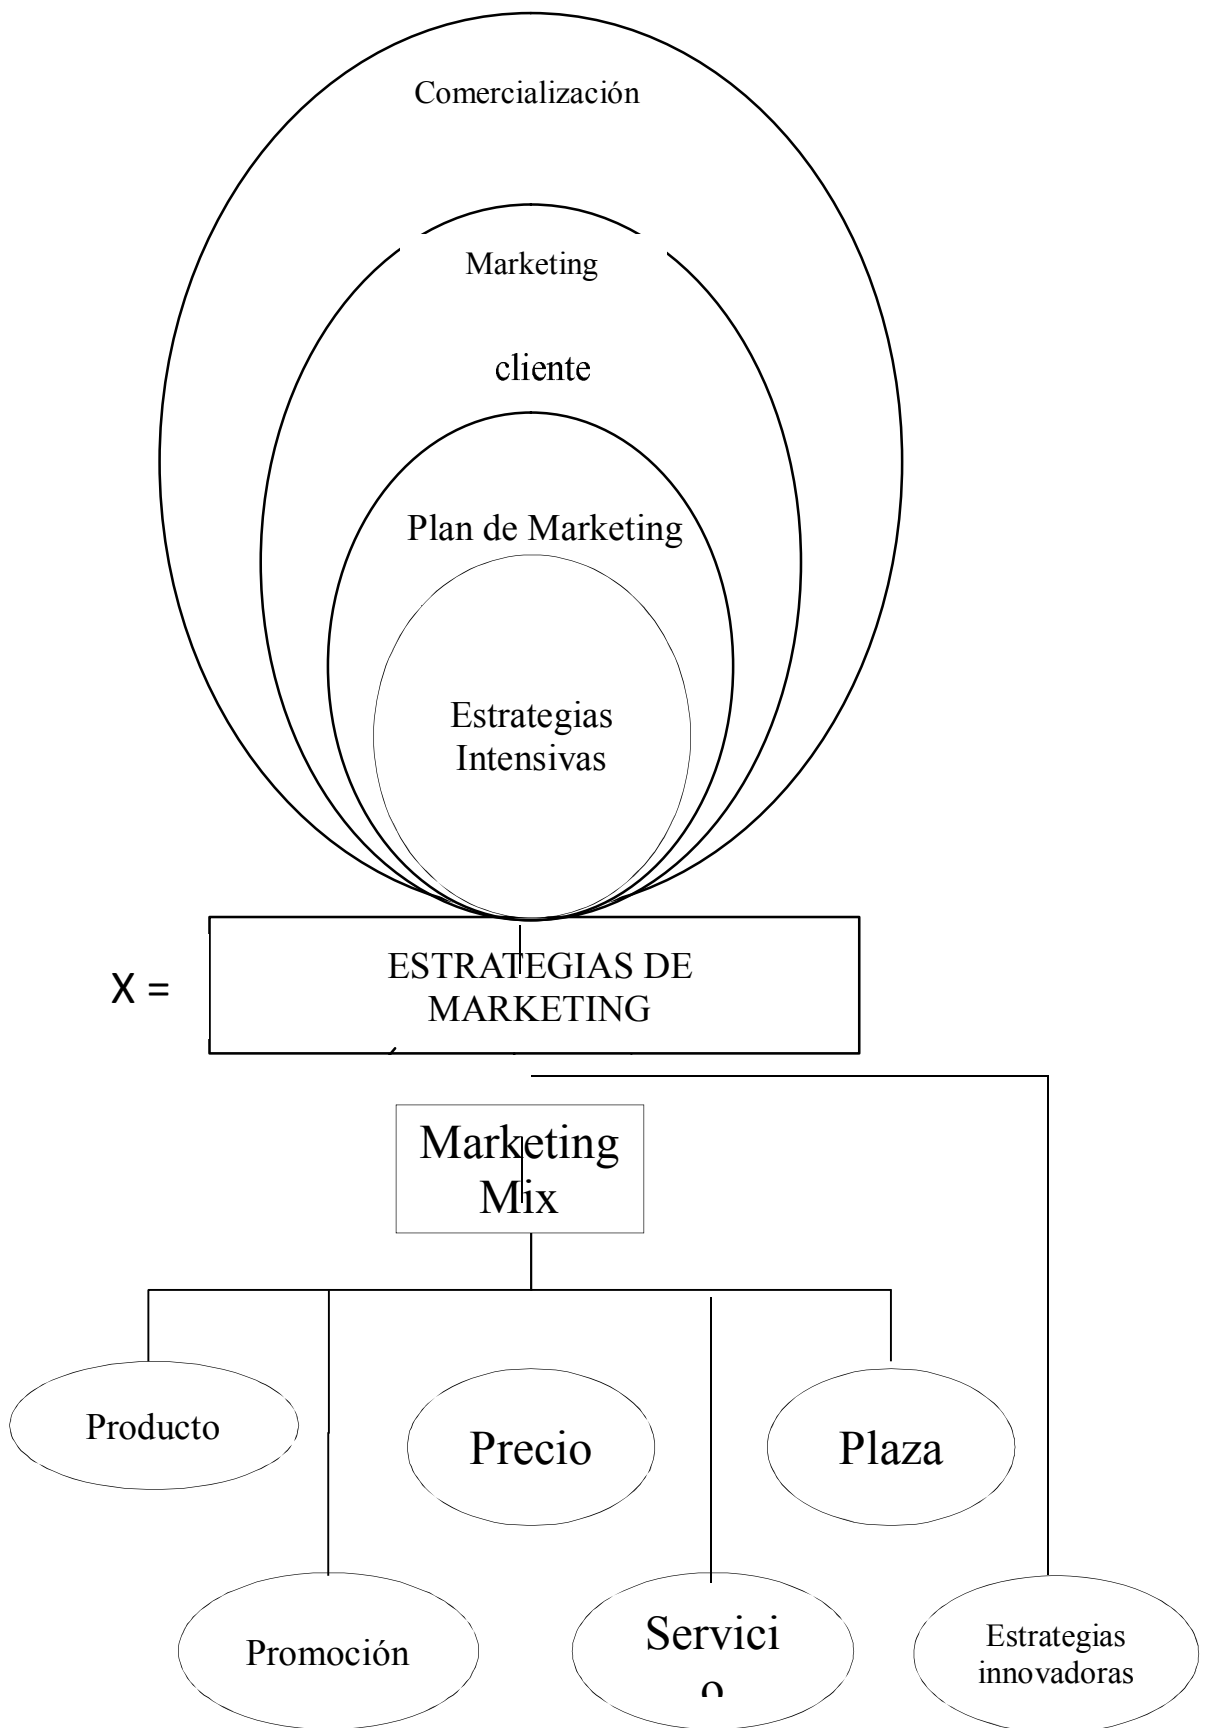 Comercialización
Marketing
cliente
Plan de Marketing
Estrategias
Intensivas
X =
ESTRATEGIAS DE
MARKETING
Marketing
Mix
Producto
Precio
Plaza
Promoción
Servici
o
Estrategias
innovadoras